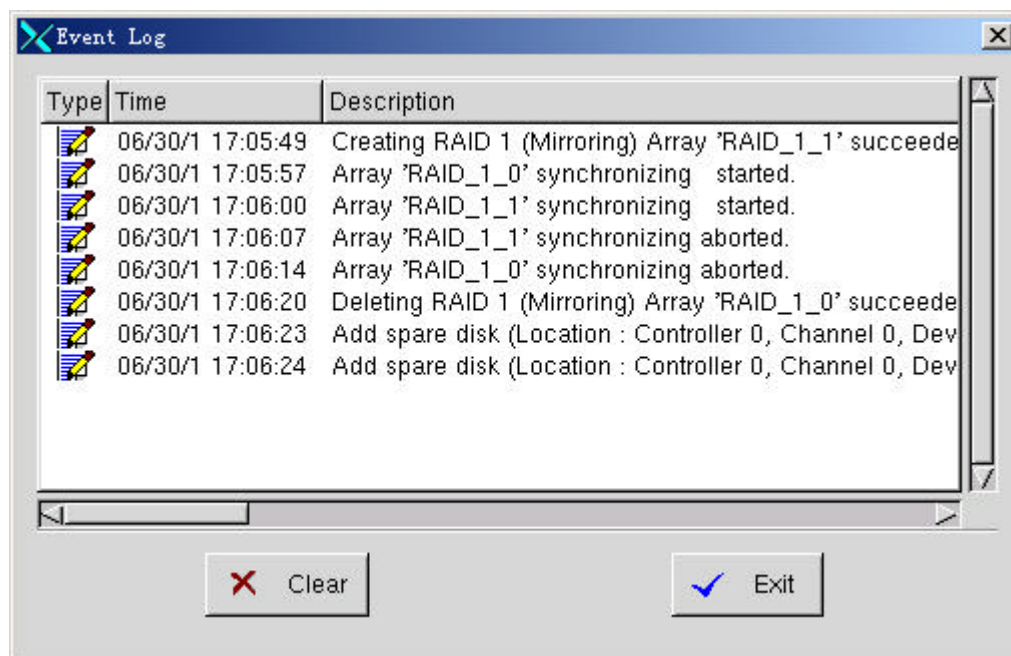 Event Log
Type Time Description
06/30/1 17:05:49 Creating RAID 1 (Mirroring) Array 'RAID_1_1' succeede
06/30/1 17:05:57 Array 'RAID_1_0' synchronizing started.
06/30/1 17:06:00 Array 'RAID_1_1' synchronizing started.
06/30/1 17:06:07 Array 'RAID_1_1' synchronizing aborted.
06/30/1 17:06:14 Array 'RAID_1_0' synchronizing aborted.
06/30/1 17:06:20 Deleting RAID 1 (Mirroring) Array 'RAID_1_0' succeede
06/30/1 17:06:23 Add spare disk (Location : Controller 0, Channel 0, Dev
06/30/1 17:06:24 Add spare disk (Location : Controller 0, Channel 0, Dev
Clear Exit